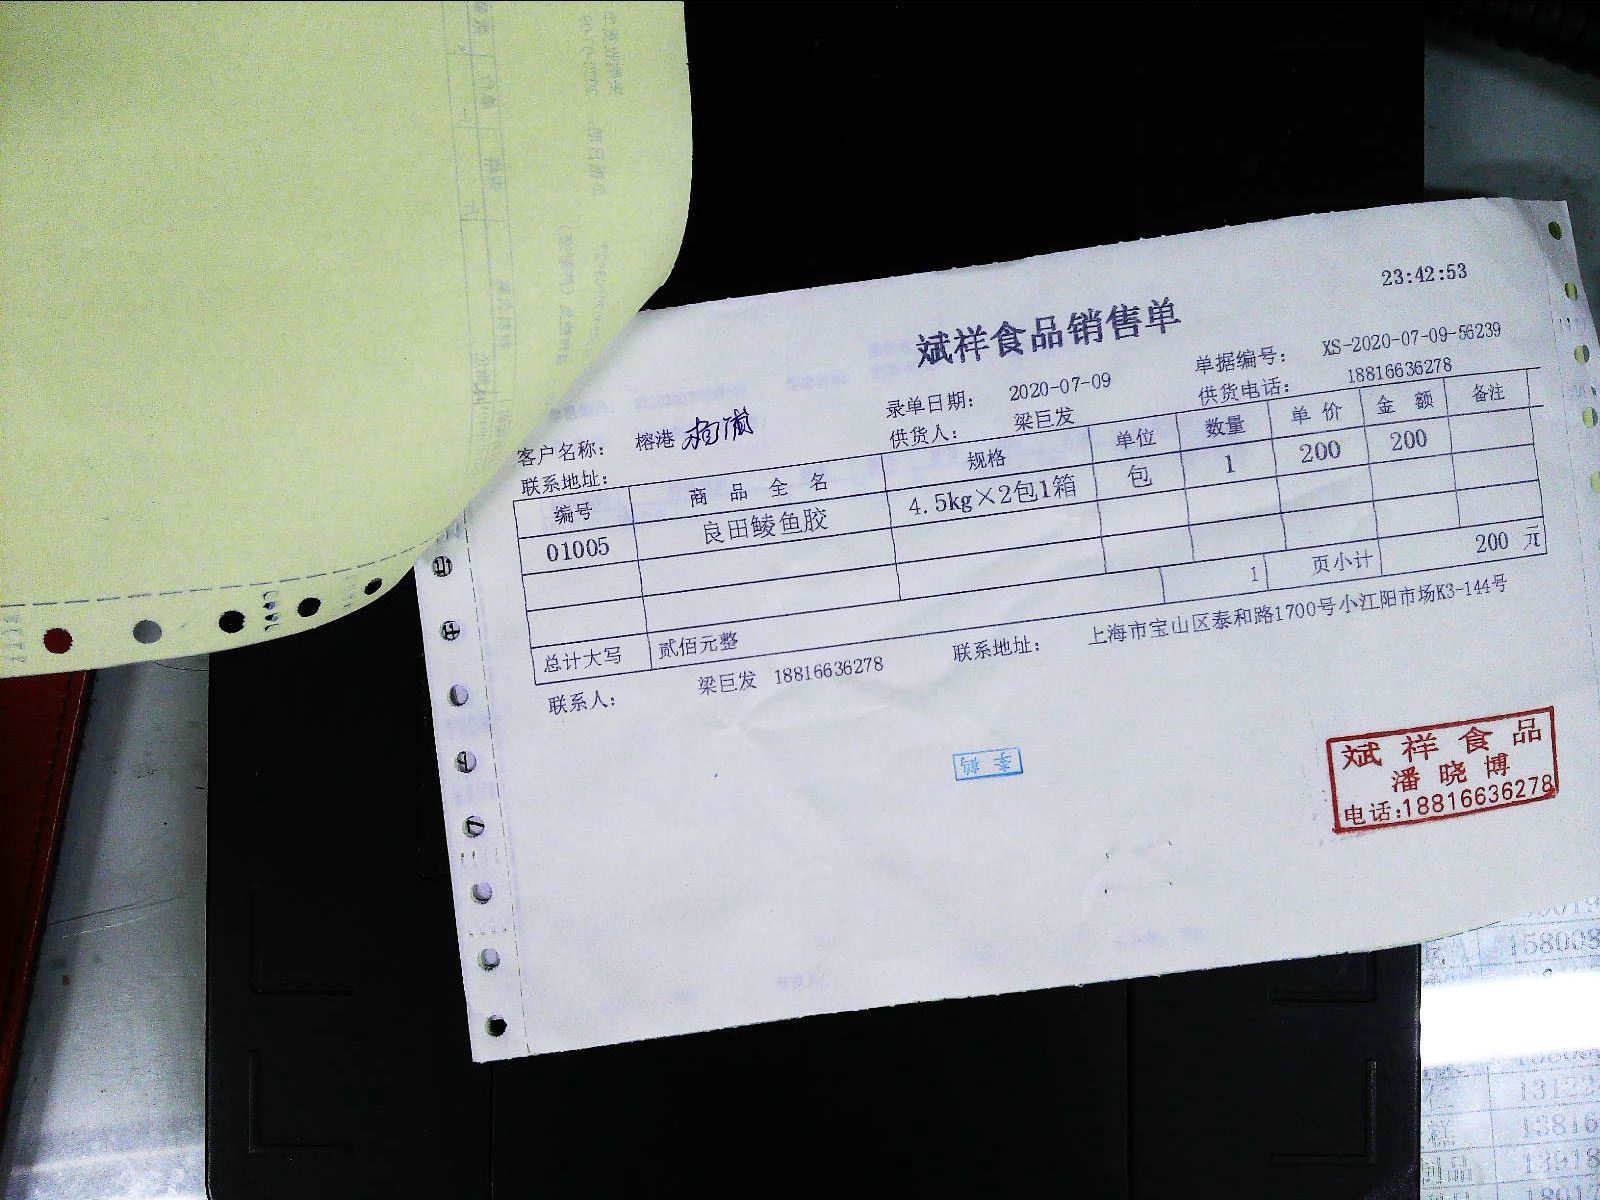 23:42:53
斌祥食品销售单
客户名称： 榕港 录单日期： 2020-07-09 单据编号： XS-2020-07-09-56239
联系地址： 供货人： 梁巨发 供货电话： 18816636278
编号 商品全名 规格 单位 数量 单价 金额 备注
01005 良田鲮鱼胶 4.5kg×2包1箱 包 1 200 200
1 页小计 200 元
总计大写 贰佰元整
联系人： 梁巨发 18816636278 联系地址： 上海市宝山区泰和路1700号小江阳市场K3-144号
李鹤
斌祥食品
潘晓博
电话:18816636278
158008
13122
13816
13918